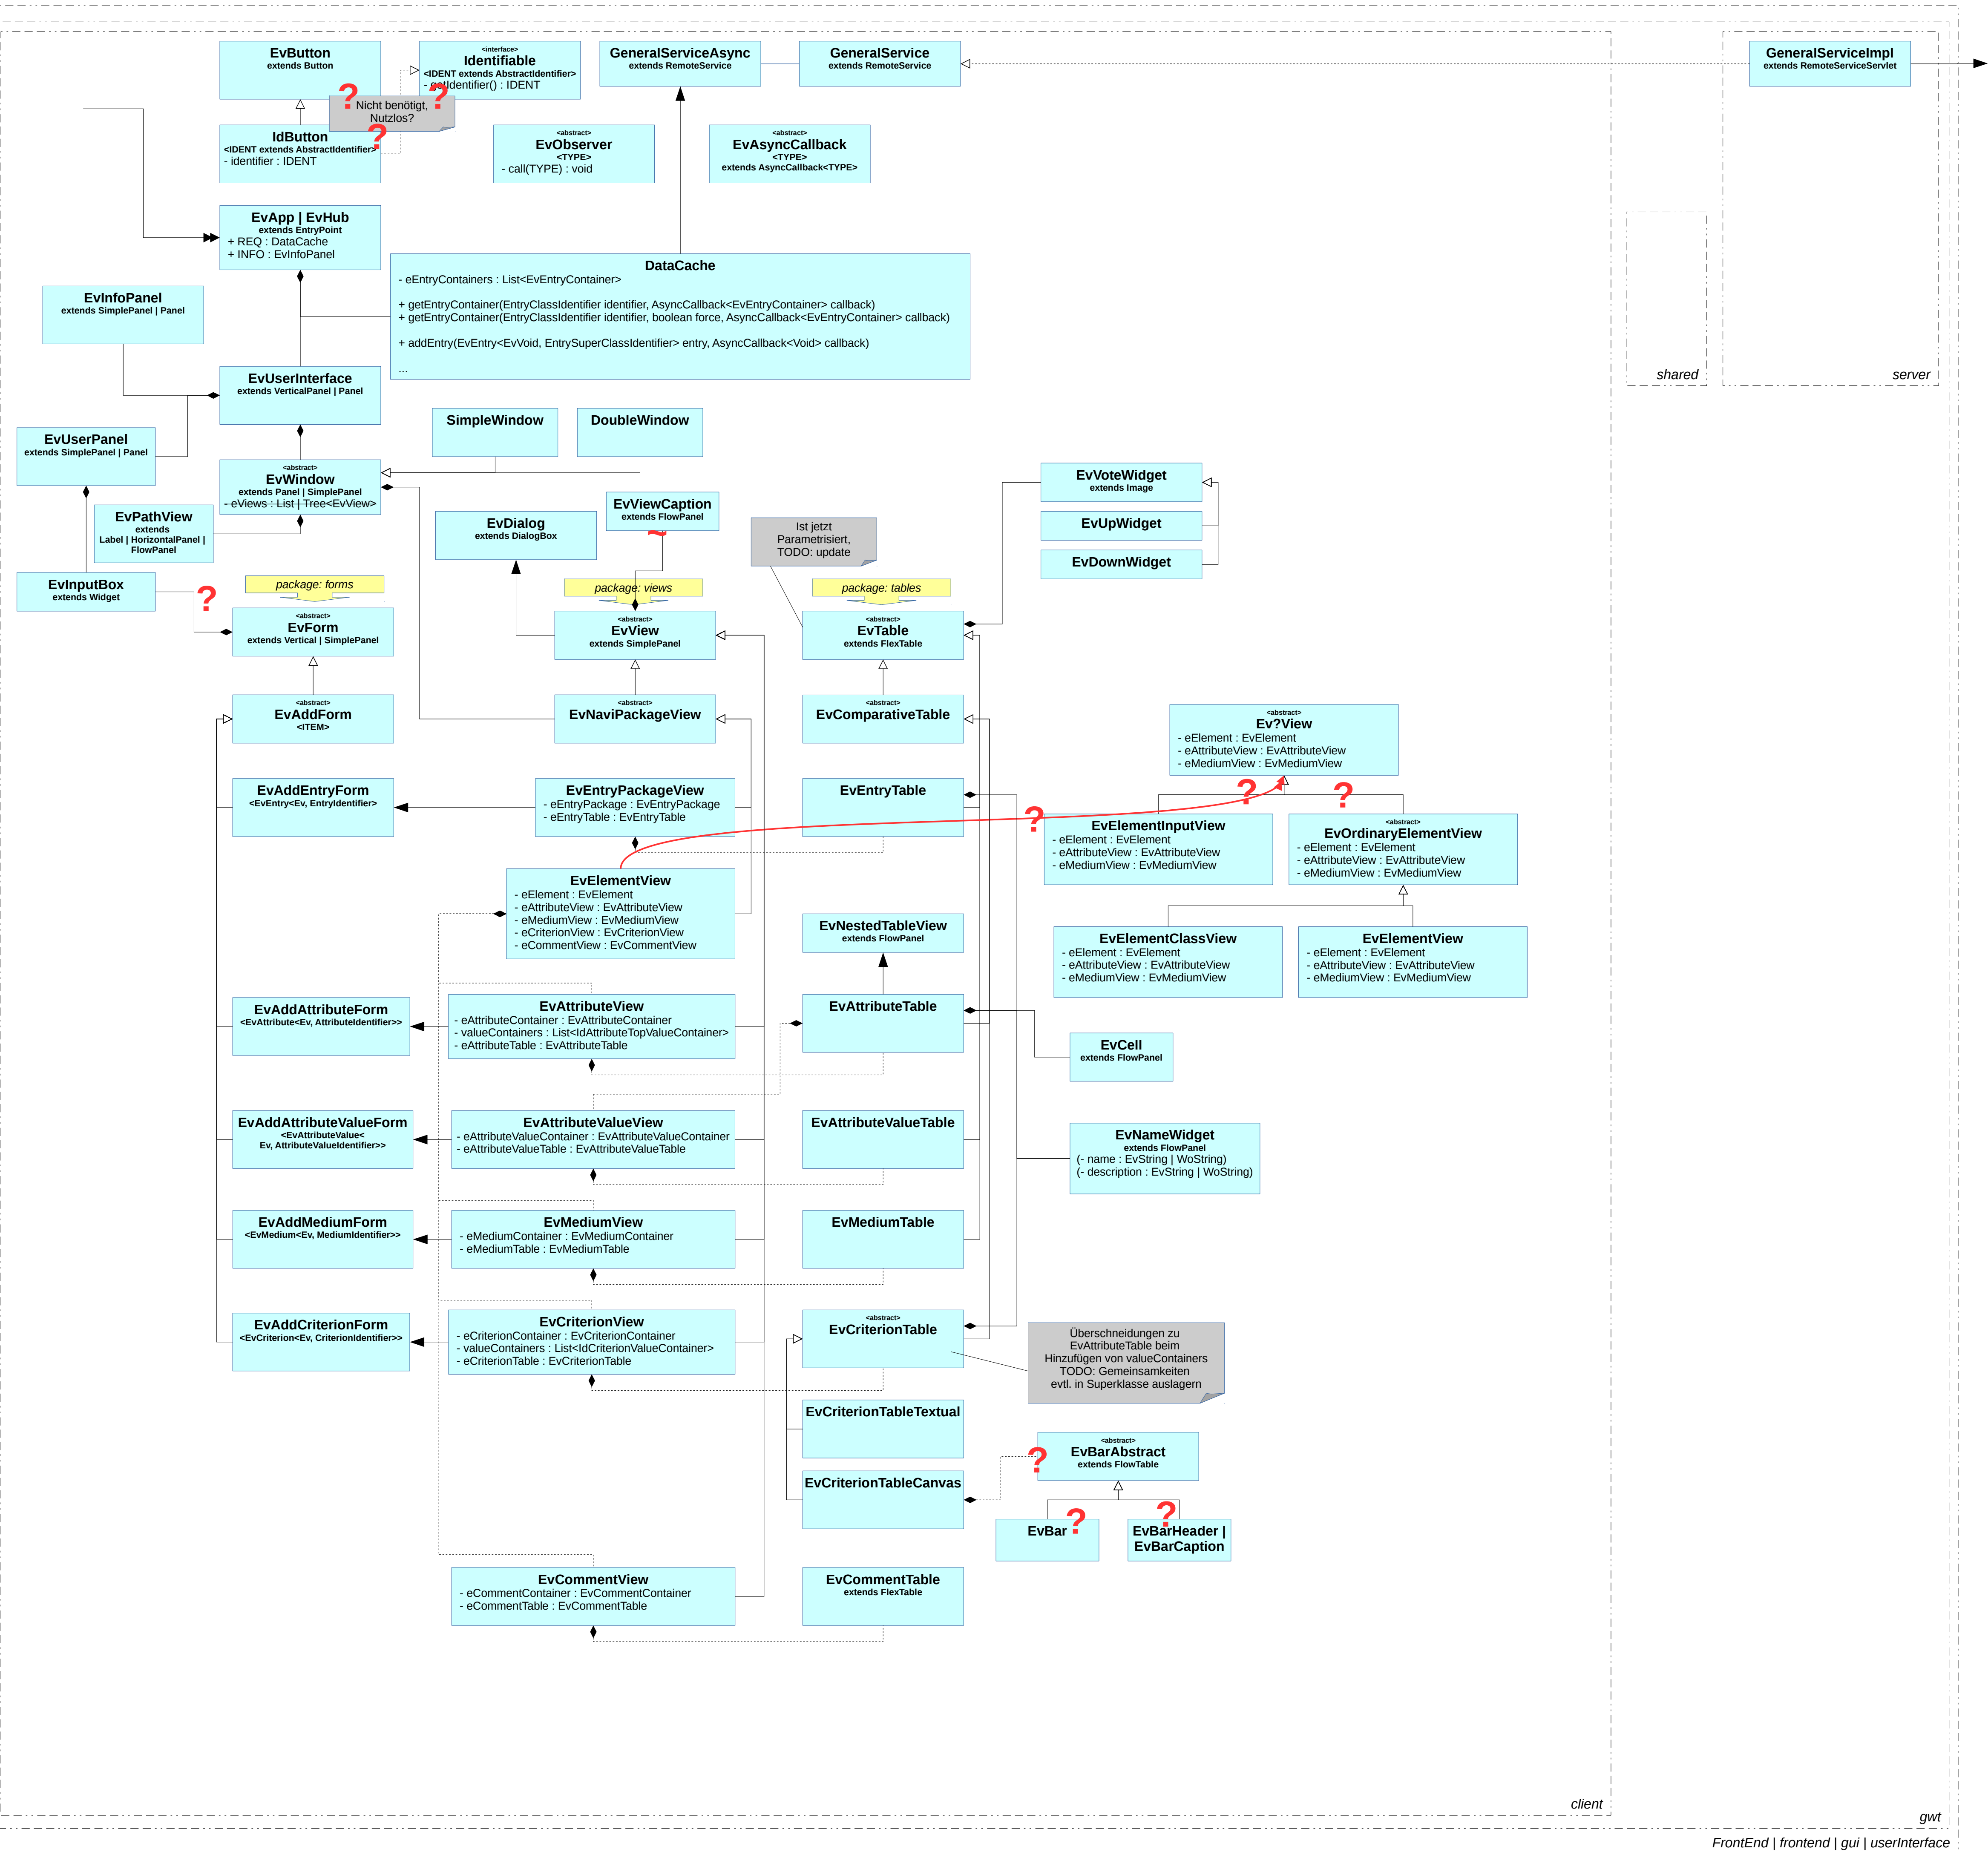 EvButton
extends Button
<interface>
Identifiable
<IDENT extends AbstractIdentifier>
- getIdentifier() : IDENT
GeneralServiceAsync
extends RemoteService
GeneralService
extends RemoteService
GeneralServiceImpl
extends RemoteServiceServlet
?
?
Nicht benötigt,
Nutzlos?
?
IdButton
<IDENT extends AbstractIdentifier>
- identifier : IDENT
<abstract>
EvObserver
<TYPE>
- call(TYPE) : void
<abstract>
EvAsyncCallback
<TYPE>
extends AsyncCallback<TYPE>
EvApp | EvHub
extends EntryPoint
+ REQ : DataCache
+ INFO : EvInfoPanel
DataCache
- eEntryContainers : List<EvEntryContainer>
+ getEntryContainer(EntryClassIdentifier identifier, AsyncCallback<EvEntryContainer> callback)
+ getEntryContainer(EntryClassIdentifier identifier, boolean force, AsyncCallback<EvEntryContainer> callback)
+ addEntry(EvEntry<EvVoid, EntrySuperClassIdentifier> entry, AsyncCallback<Void> callback)
...
shared
server
EvInfoPanel
extends SimplePanel | Panel
EvUserInterface
extends VerticalPanel | Panel
EvUserPanel
extends SimplePanel | Panel
SimpleWindow
DoubleWindow
<abstract>
EvWindow
extends Panel | SimplePanel
- eViews : List | Tree<EvView>
EvPathView
extends
Label | HorizontalPanel |
FlowPanel
EvInputBox
extends Widget
?
EvDialog
extends DialogBox
EvViewCaption
extends FlowPanel
~
Ist jetzt
Parametrisiert,
TODO: update
EvVoteWidget
extends Image
EvUpWidget
EvDownWidget
package: forms
package: views
package: tables
<abstract>
EvForm
extends Vertical | SimplePanel
<abstract>
EvView
extends SimplePanel
<abstract>
EvTable
extends FlexTable
<abstract>
EvAddForm
<ITEM>
<abstract>
EvNaviPackageView
<abstract>
EvComparativeTable
<abstract>
Ev?View
- eElement : EvElement
- eAttributeView : EvAttributeView
- eMediumView : EvMediumView
EvAddEntryForm
<EvEntry<Ev, EntryIdentifier>
EvEntryPackageView
- eEntryPackage : EvEntryPackage
- eEntryTable : EvEntryTable
EvEntryTable
?
?
?
EvElementInputView
- eElement : EvElement
- eAttributeView : EvAttributeView
- eMediumView : EvMediumView
<abstract>
EvOrdinaryElementView
- eElement : EvElement
- eAttributeView : EvAttributeView
- eMediumView : EvMediumView
EvElementView
- eElement : EvElement
- eAttributeView : EvAttributeView
- eMediumView : EvMediumView
- eCriterionView : EvCriterionView
- eCommentView : EvCommentView
EvNestedTableView
extends FlowPanel
EvElementClassView
- eElement : EvElement
- eAttributeView : EvAttributeView
- eMediumView : EvMediumView
EvElementView
- eElement : EvElement
- eAttributeView : EvAttributeView
- eMediumView : EvMediumView
EvAddAttributeForm
<EvAttribute<Ev, AttributeIdentifier>>
EvAttributeView
- eAttributeContainer : EvAttributeContainer
- valueContainers : List<IdAttributeTopValueContainer>
- eAttributeTable : EvAttributeTable
EvAttributeTable
EvCell
extends FlowPanel
EvAddAttributeValueForm
<EvAttributeValue<
Ev, AttributeValueIdentifier>>
EvAttributeValueView
- eAttributeValueContainer : EvAttributeValueContainer
- eAttributeValueTable : EvAttributeValueTable
EvAttributeValueTable
EvNameWidget
extends FlowPanel
(- name : EvString | WoString)
(- description : EvString | WoString)
EvAddMediumForm
<EvMedium<Ev, MediumIdentifier>>
EvMediumView
- eMediumContainer : EvMediumContainer
- eMediumTable : EvMediumTable
EvMediumTable
EvAddCriterionForm
<EvCriterion<Ev, CriterionIdentifier>>
EvCriterionView
- eCriterionContainer : EvCriterionContainer
- valueContainers : List<IdCriterionValueContainer>
- eCriterionTable : EvCriterionTable
<abstract>
EvCriterionTable
Überschneidungen zu
EvAttributeTable beim
Hinzufügen von valueContainers
TODO: Gemeinsamkeiten
evtl. in Superklasse auslagern
EvCriterionTableTextual
EvCriterionTableCanvas
?
<abstract>
EvBarAbstract
extends FlowTable
?
?
EvBar
EvBarHeader |
EvBarCaption
EvCommentView
- eCommentContainer : EvCommentContainer
- eCommentTable : EvCommentTable
EvCommentTable
extends FlexTable
client
gwt
FrontEnd | frontend | gui | userInterface